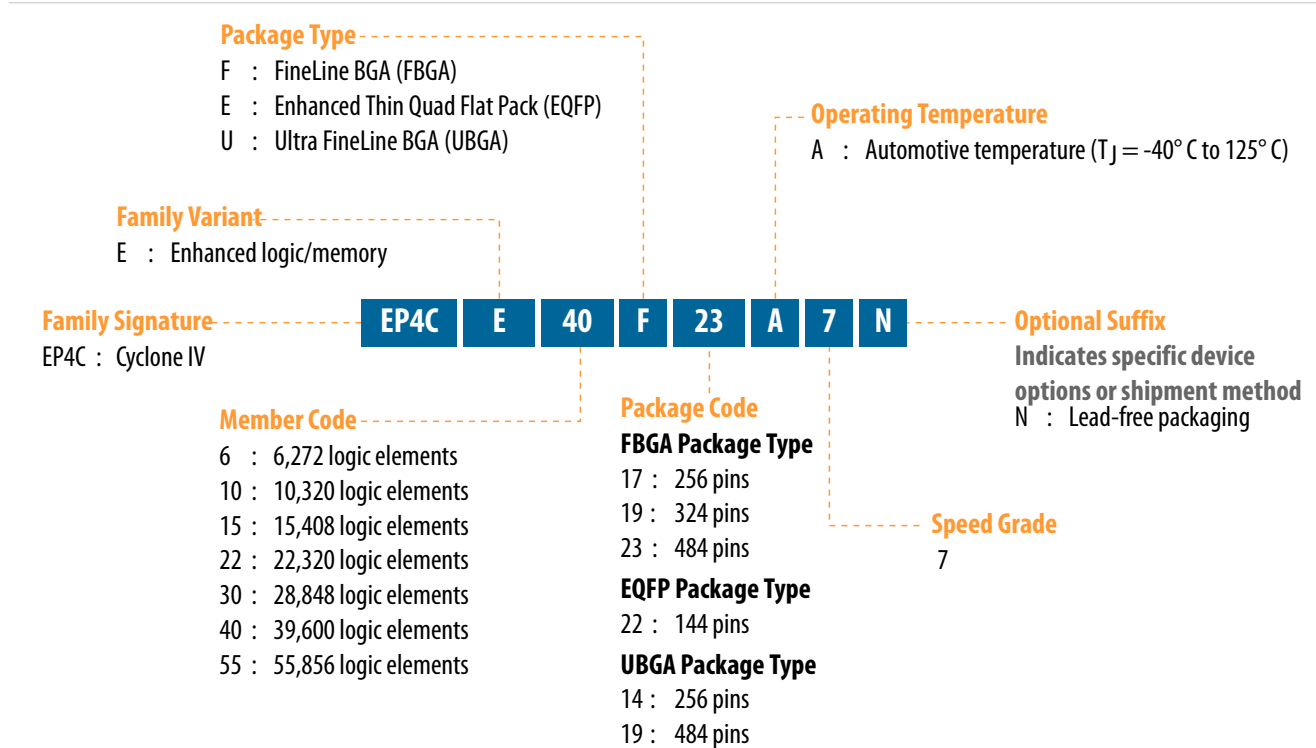 Package Type
F : FineLine BGA (FBGA)
E : Enhanced Thin Quad Flat Pack (EQFP)
U : Ultra FineLine BGA (UBGA)
Operating Temperature
A : Automotive temperature (TJ = -40° C to 125° C)
Family Variant
E : Enhanced logic/memory
Family Signature
EP4C : Cyclone IV
EP4C E 40 F 23 A 7 N
Optional Suffix
Indicates specific device
options or shipment method
N : Lead-free packaging
Member Code
6 : 6,272 logic elements
10 : 10,320 logic elements
15 : 15,408 logic elements
22 : 22,320 logic elements
30 : 28,848 logic elements
40 : 39,600 logic elements
55 : 55,856 logic elements
Package Code
FBGA Package Type
17 : 256 pins
19 : 324 pins
23 : 484 pins
EQFP Package Type
22 : 144 pins
UBGA Package Type
14 : 256 pins
19 : 484 pins
Speed Grade
7